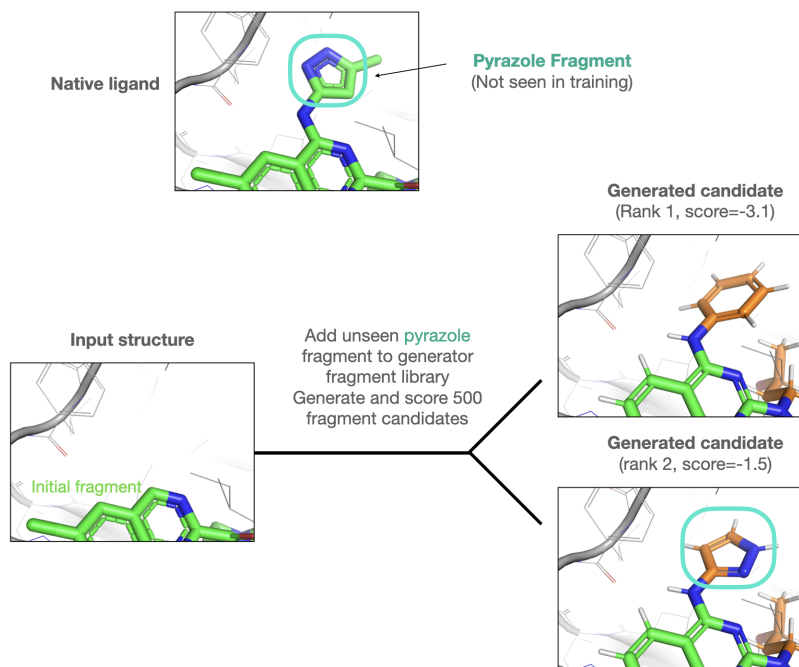 Native ligand
Pyrazole Fragment
(Not seen in training)
Generated candidate
(Rank 1, score=-3.1)
Input structure
Add unseen pyrazole
fragment to generator
fragment library
Generate and score 500
fragment candidates
Initial fragment
Generated candidate
(rank 2, score=-1.5)